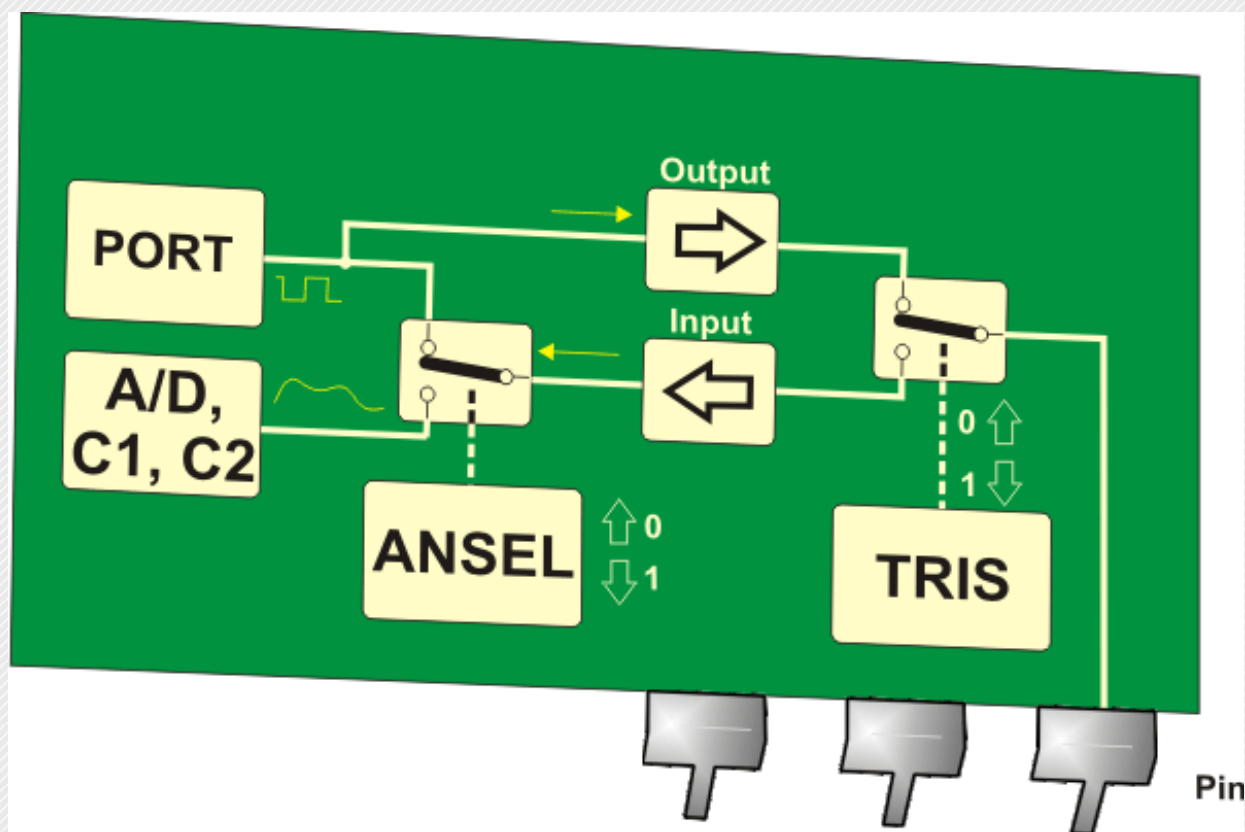 Output
PORT
Input
A/D,
C1, C2
0
1
ANSEL
0
1
TRIS
Pin